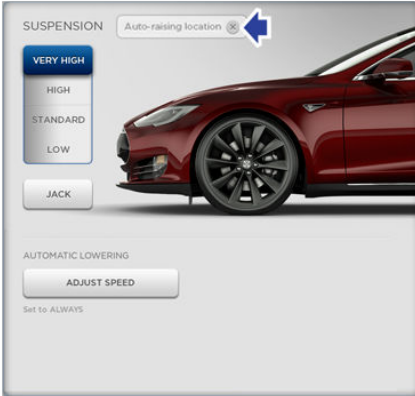 SUSPENSION
Auto-raising location
VERY HIGH
HIGH
STANDARD
LOW
JACK
AUTOMATIC LOWERING
ADJUST SPEED
Set to ALWAYS